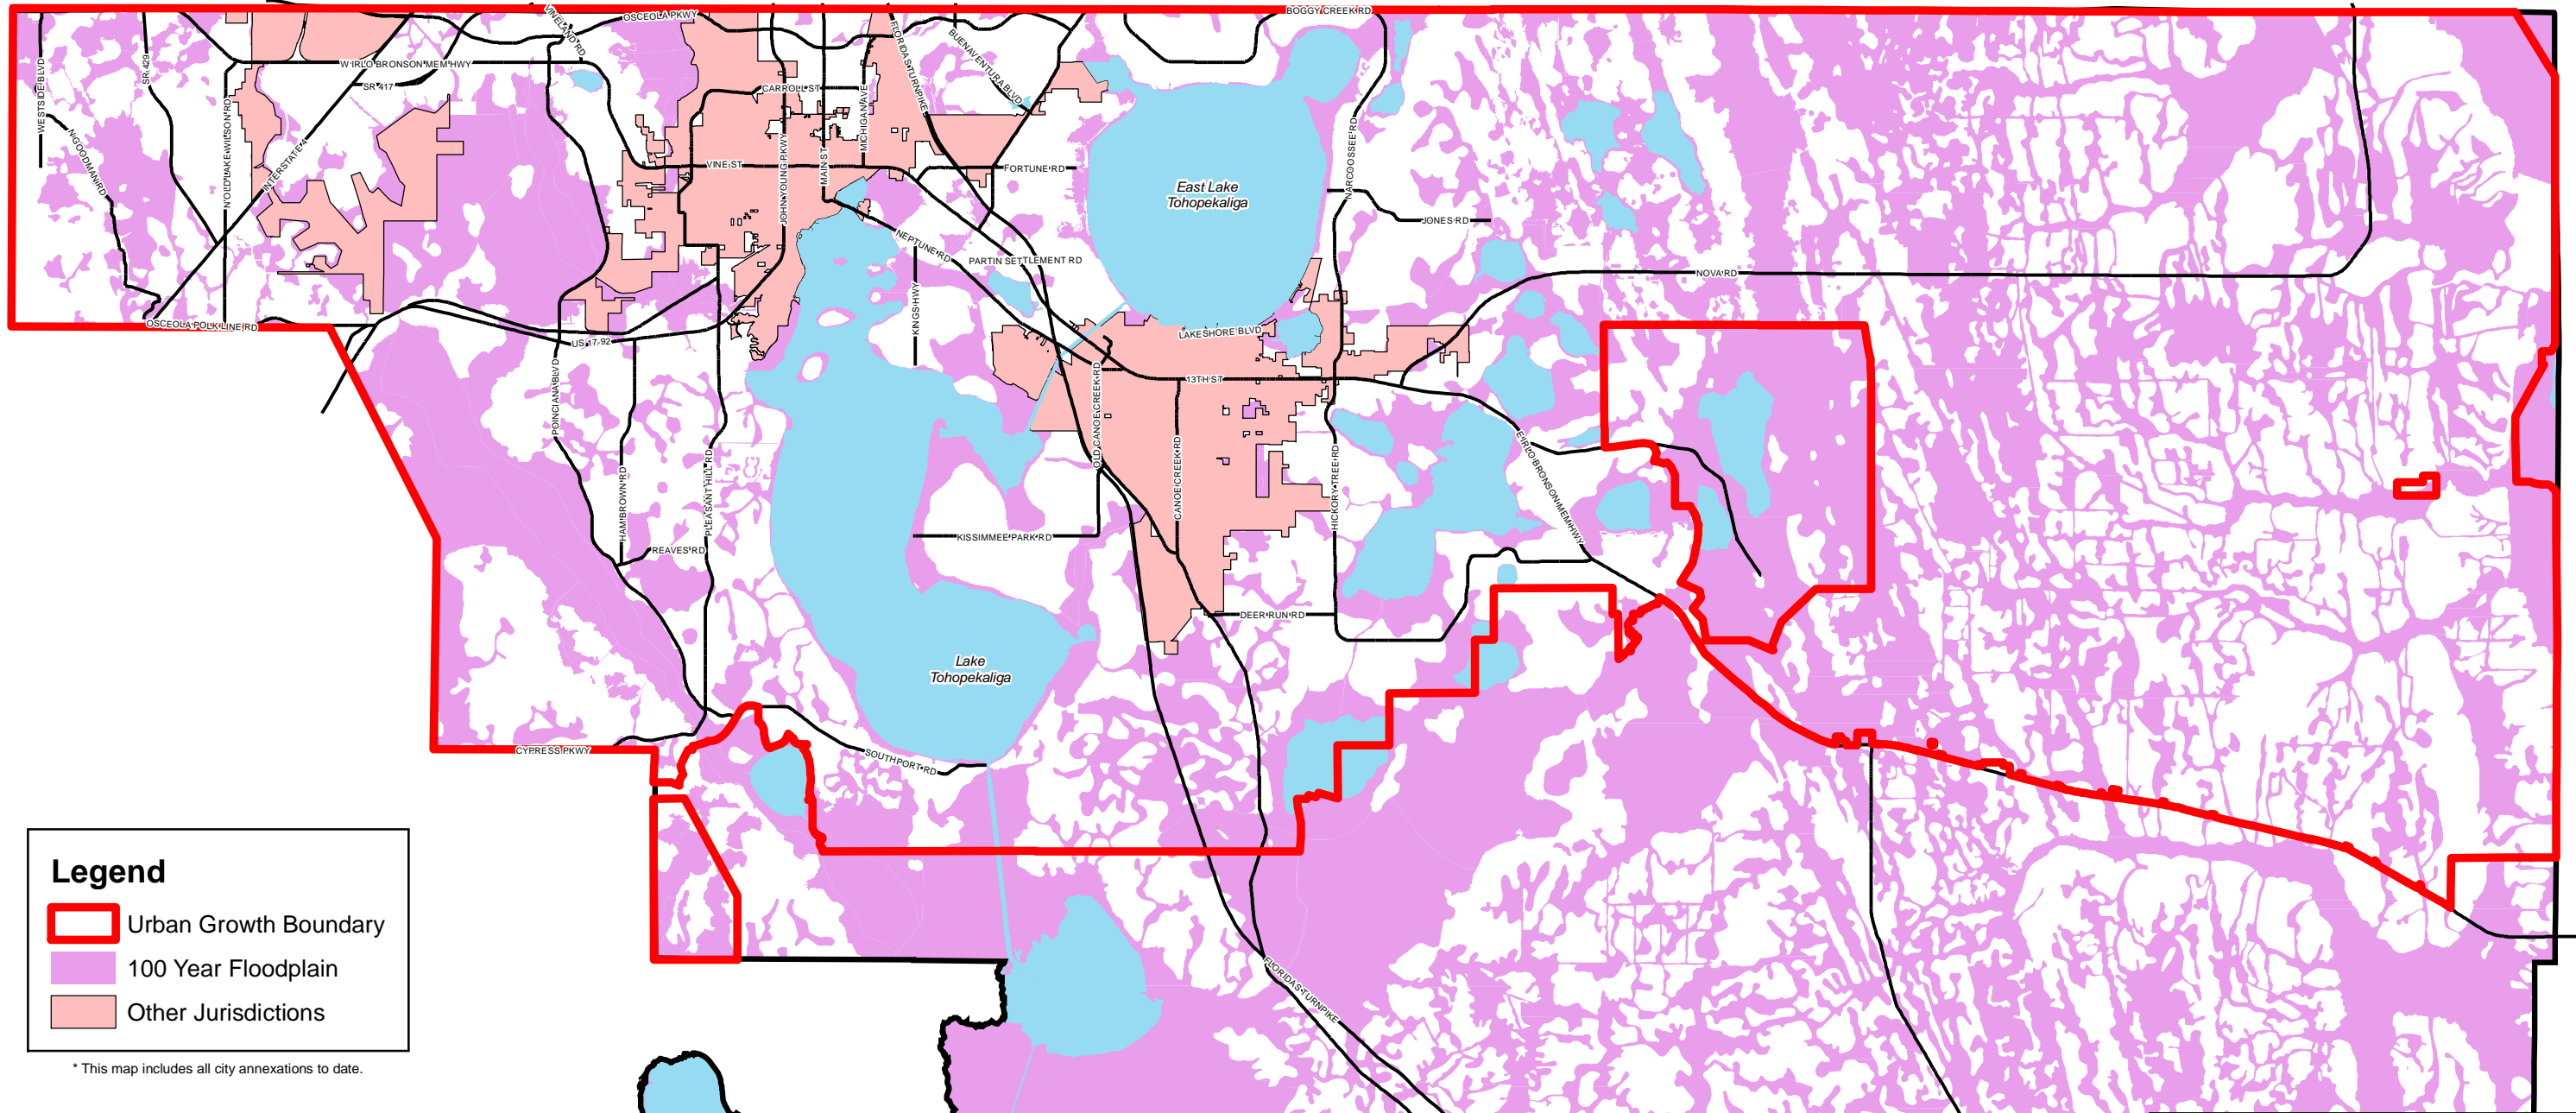 BOGGY CREEK RD
VINELAND RD
OSCEOLA PKWY
FLORIDAS TURNPIKE
BUENAVENTURA BLVD
W IRLO BRONSON MEM HWY
WESTSIDE BLVD
SR 429
SR 417
CARROLL ST
N OLD LAKE WILSON RD
MICHIGAN AVE
N GOODMAN RD
INTERSTATE 4
JOHN YOUNG PKWY
MAIN ST
VINE ST
FORTUNE RD
NARCOOSSEE RD
East Lake
Tohopekaliga
JONES RD
NEPTUNE RD
PARTIN SETTLEMENT RD
NOVA RD
KINGS HWY
OSCEOLA POLK LINE RD
US 17-92
LAKESHORE BLVD
POINCIANA BLVD
13TH ST
OLD CANOE CREEK RD
HAM BROWN RD
PLEASANT HILL RD
CANOE CREEK RD
HICKORY TREE RD
E IRLO BRONSON MEM HWY
REAVES RD
KISSIMMEE PARK RD
DEER RUN RD
Lake
Tohopekaliga
CYPRESS PKWY
SOUTHPORT RD
FLORIDAS TURNPIKE
Legend
Urban Growth Boundary
100 Year Floodplain
Other Jurisdictions
* This map includes all city annexations to date.